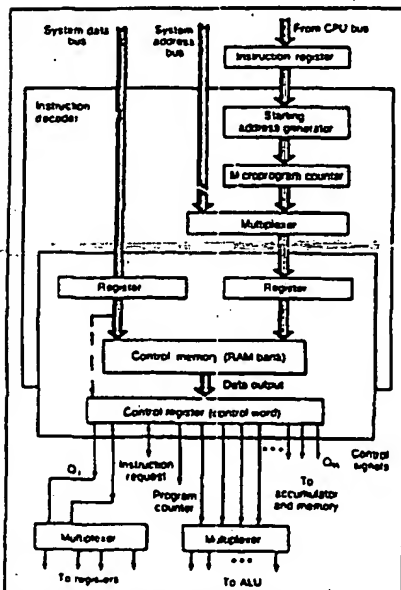 System data
bus
System
address
bus
From CPU bus
Instruction register
Instruction
decoder
Starting
address generator
Microprogram counter
Multiplexer
Register
Register
Control memory (RAM bank)
Data output
Control register (control word)
Control
signals
Instruction
request
Program
counter
To
accumulator
and memory
Multiplexer
Multiplexer
To registers
To ALU